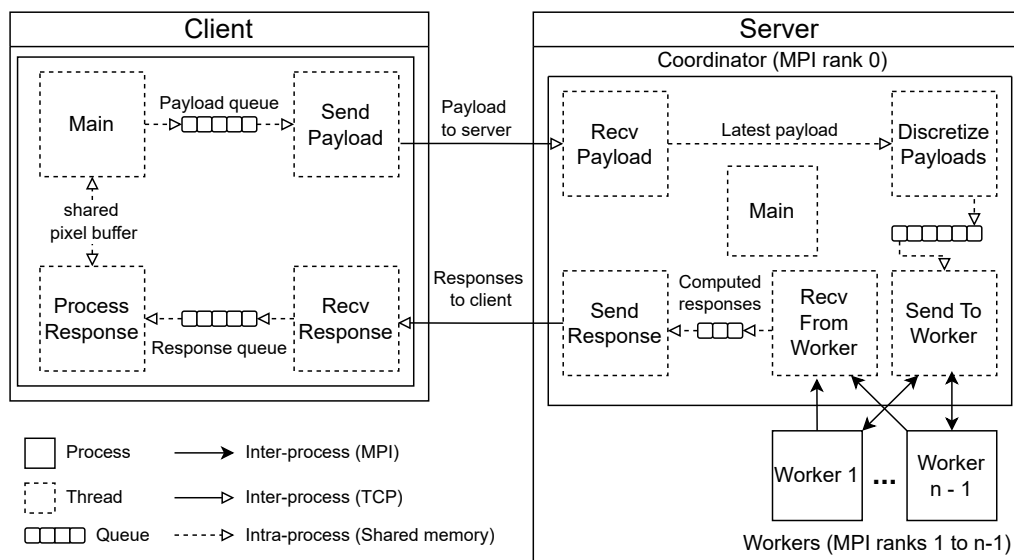 Client
Main
Payload queue
Send
Payload
shared
pixel buffer
Process
Response
Response queue
Recv
Response
Payload
to server
Responses
to client
Server
Coordinator (MPI rank 0)
Recv
Payload
Latest payload
Discretize
Payloads
Main
Send
Response
Computed
responses
Recv
From
Worker
Send To
Worker
Worker 1
...
Worker
n - 1
Workers (MPI ranks 1 to n-1)
Process
Inter-process (MPI)
Thread
Inter-process (TCP)
Queue
Intra-process (Shared memory)